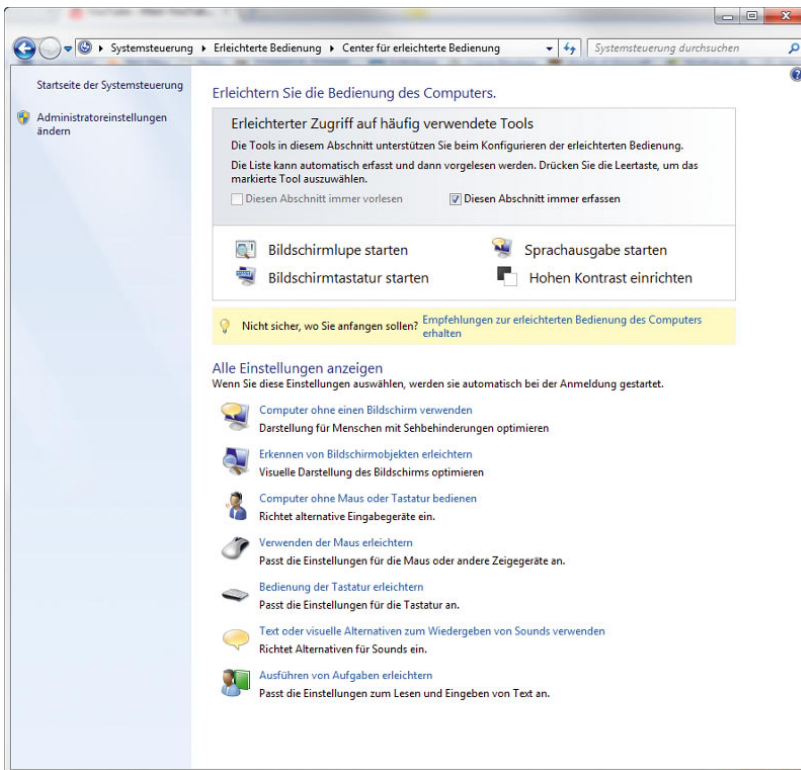 Systemsteuerung ▸ Erleichterte Bedienung ▸ Center für erleichterte Bedienung
Systemsteuerung durchsuchen
Startseite der Systemsteuerung
Administratoreinstellungen
ändern
Erleichtern Sie die Bedienung des Computers.
Erleichterter Zugriff auf häufig verwendete Tools
Die Tools in diesem Abschnitt unterstützen Sie beim Konfigurieren der erleichterten Bedienung.
Die Liste kann automatisch erfasst und dann vorgelesen werden. Drücken Sie die Leertaste, um das
markierte Tool auszuwählen.
Diesen Abschnitt immer vorlesen
Diesen Abschnitt immer erfassen
Bildschirmlupe starten
Sprachausgabe starten
Bildschirmtastatur starten
Hohen Kontrast einrichten
Nicht sicher, wo Sie anfangen sollen? Empfehlungen zur erleichterten Bedienung des Computers
erhalten
Alle Einstellungen anzeigen
Wenn Sie diese Einstellungen auswählen, werden sie automatisch bei der Anmeldung gestartet.
Computer ohne einen Bildschirm verwenden
Darstellung für Menschen mit Sehbehinderungen optimieren
Erkennen von Bildschirmobjekten erleichtern
Visuelle Darstellung des Bildschirms optimieren
Computer ohne Maus oder Tastatur bedienen
Richtet alternative Eingabegeräte ein.
Verwenden der Maus erleichtern
Passt die Einstellungen für die Maus oder andere Zeigegeräte an.
Bedienung der Tastatur erleichtern
Passt die Einstellungen für die Tastatur an.
Text oder visuelle Alternativen zum Wiedergeben von Sounds verwenden
Richtet Alternativen für Sounds ein.
Ausführen von Aufgaben erleichtern
Passt die Einstellungen zum Lesen und Eingeben von Text an.